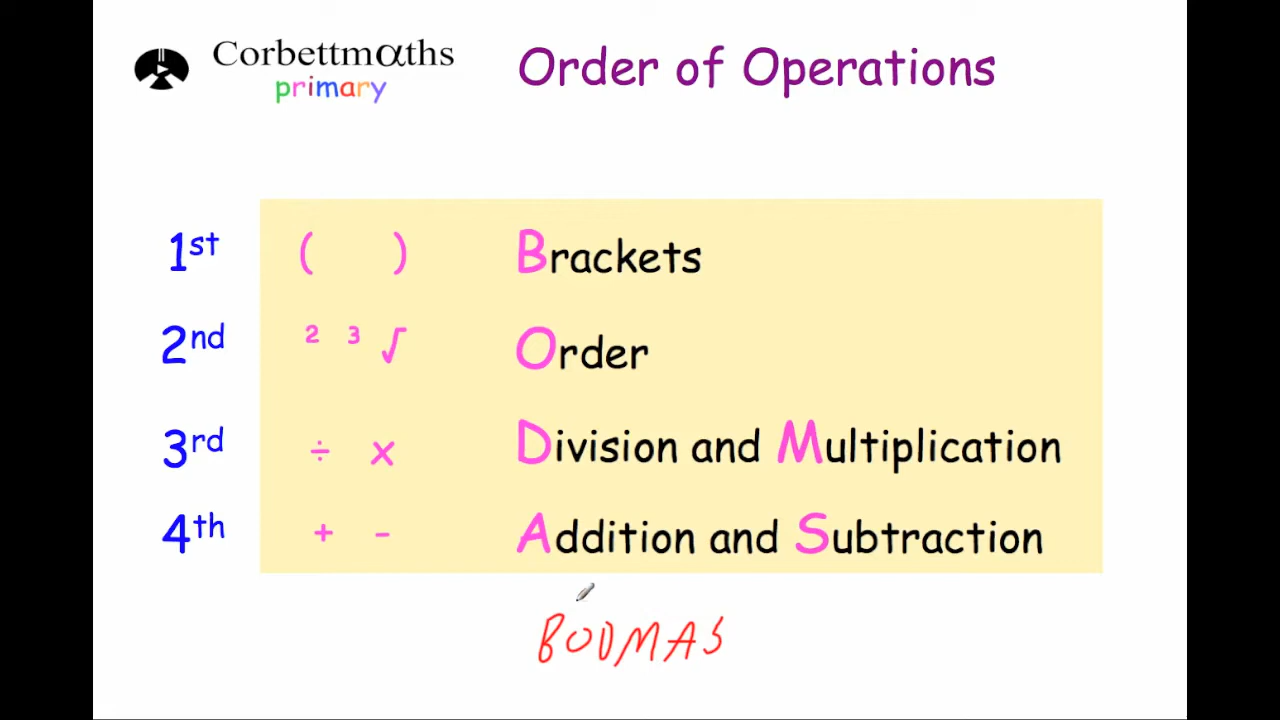 Corbettmαths
primary
Order of Operations
1st ( ) Brackets
2nd ² ³ √ Order
3rd ÷ x Division and Multiplication
4th + - Addition and Subtraction
BODMAS